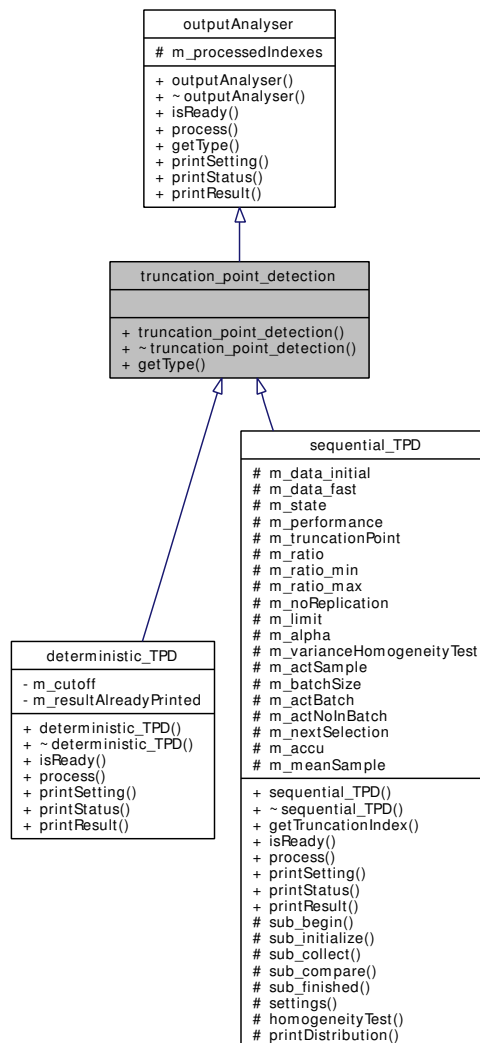 outputAnalyser
# m_processedIndexes
+ outputAnalyser()
+ ~ outputAnalyser()
+ isReady()
+ process()
+ getType()
+ printSetting()
+ printStatus()
+ printResult()
truncation_point_detection
+ truncation_point_detection()
+ ~ truncation_point_detection()
+ getType()
deterministic_TPD
- m_cutoff
- m_resultAlreadyPrinted
+ deterministic_TPD()
+ ~ deterministic_TPD()
+ isReady()
+ process()
+ printSetting()
+ printStatus()
+ printResult()
sequential_TPD
# m_data_initial
# m_data_fast
# m_state
# m_performance
# m_truncationPoint
# m_ratio
# m_ratio_min
# m_ratio_max
# m_noReplication
# m_limit
# m_alpha
# m_varianceHomogeneityTest
# m_actSample
# m_batchSize
# m_actBatch
# m_actNoInBatch
# m_nextSelection
# m_accu
# m_meanSample
+ sequential_TPD()
+ ~ sequential_TPD()
+ getTruncationIndex()
+ isReady()
+ process()
+ printSetting()
+ printStatus()
+ printResult()
# sub_begin()
# sub_initialize()
# sub_collect()
# sub_compare()
# sub_finished()
# settings()
# homogeneityTest()
# printDistribution()